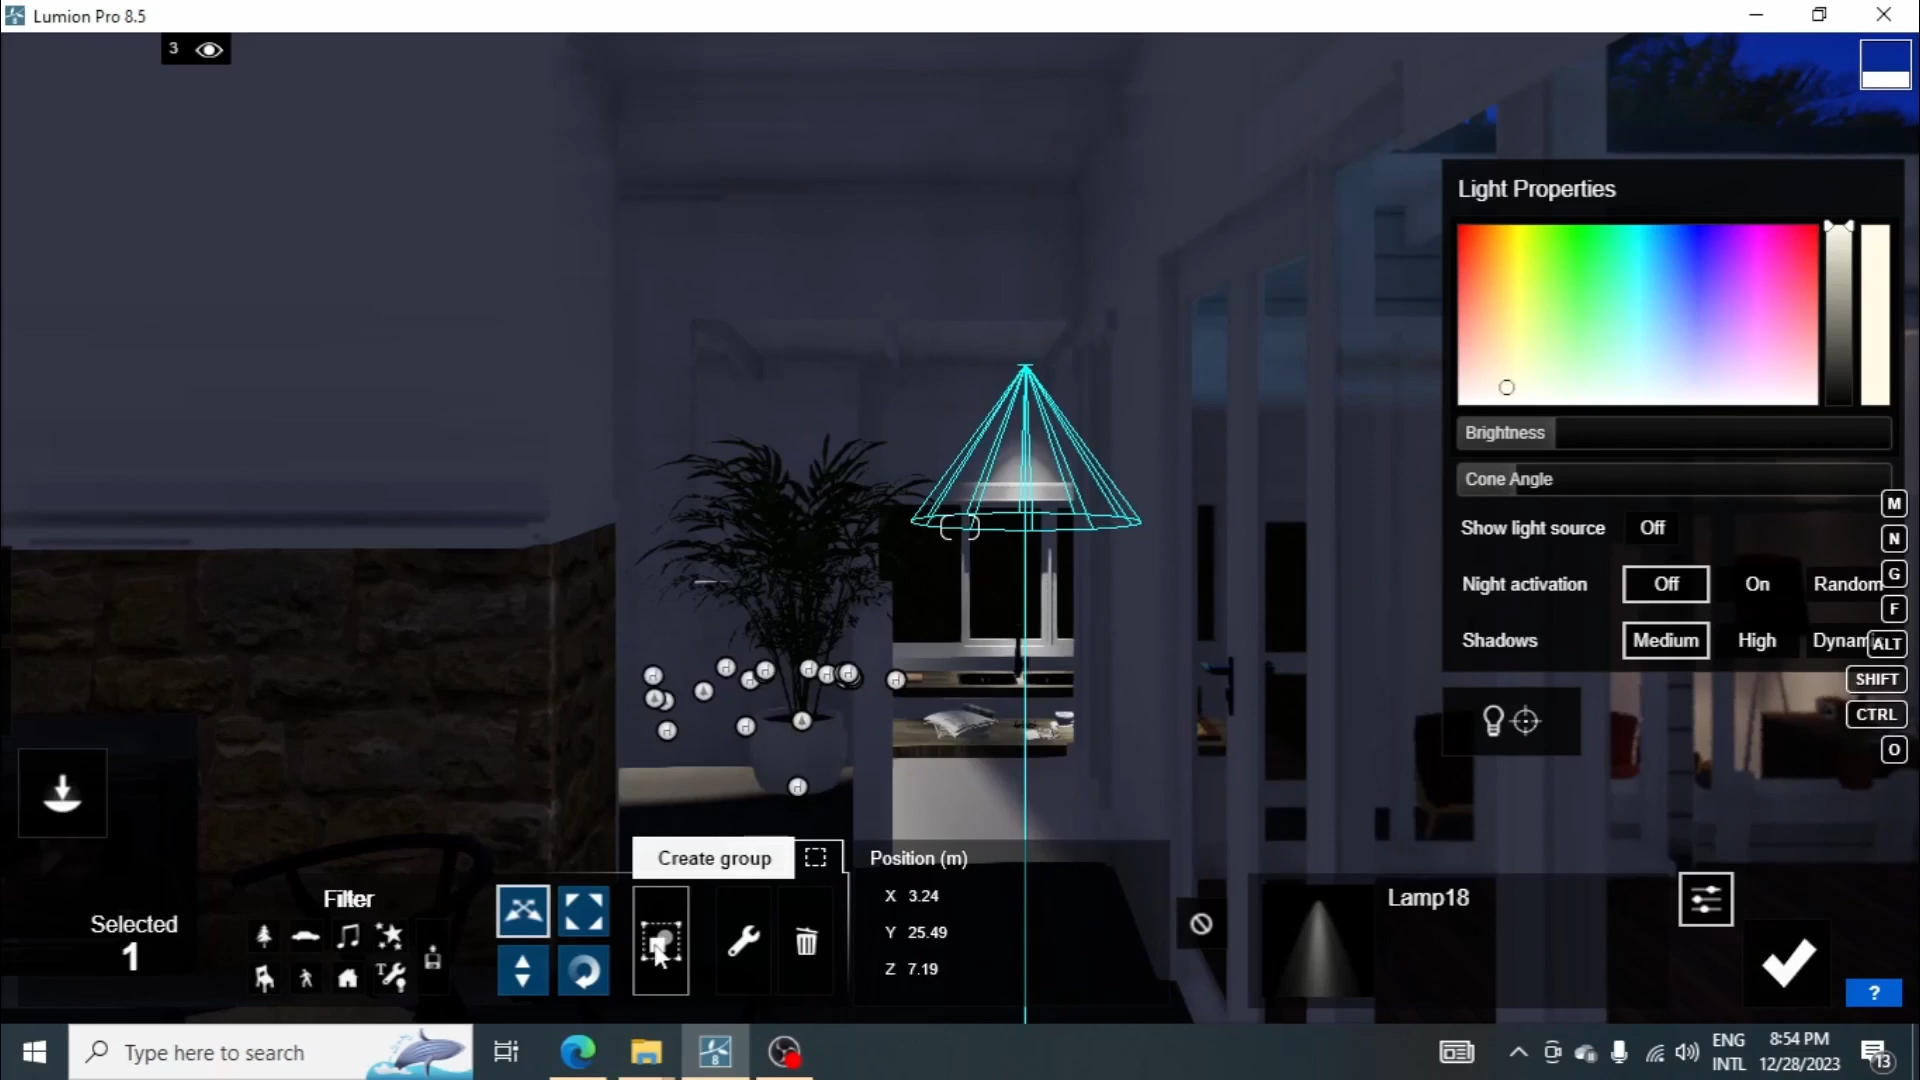 Lumion Pro 8.5
3
Light Properties
Brightness
Cone Angle
Show light source Off
Night activation Off On Random
Shadows Medium High Dynam
M
N
G
F
ALT
SHIFT
CTRL
O
Create group
Position (m)
X 3.24
Y 25.49
Z 7.19
Filter
Selected
1
Lamp18
?
Type here to search
8
ENG
INTL
8:54 PM
12/28/2023
13